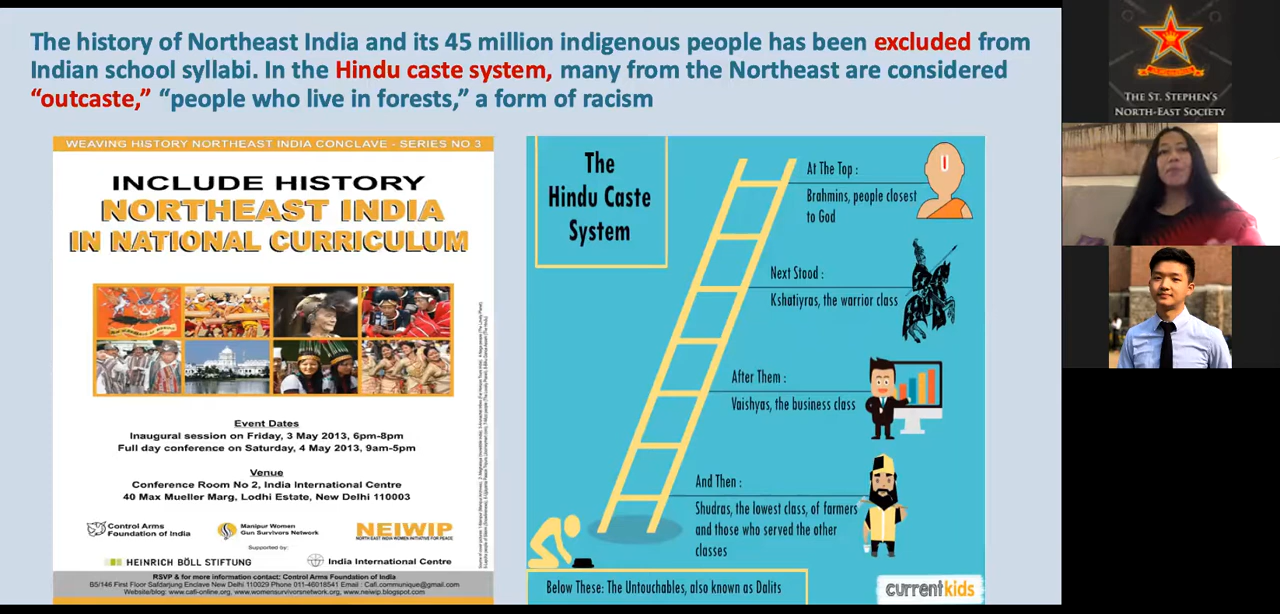 The history of Northeast India and its 45 million indigenous people has been excluded from
Indian school syllabi. In the Hindu caste system, many from the Northeast are considered
“outcaste,” “people who live in forests,” a form of racism
WEAVING HISTORY NORTHEAST INDIA CONCLAVE - SERIES NO 3
INCLUDE HISTORY
NORTHEAST INDIA
IN NATIONAL CURRICULUM
Event Dates
Inaugural session on Friday, 3 May 2013, 6pm-8pm
Full day conference on Saturday, 4 May 2013, 9am-5pm
Venue
Conference Room No 2, India International Centre
40 Max Mueller Marg, Lodhi Estate, New Delhi 110003
Control Arms
Foundation of India
Manipur Women
Gun Survivors Network
NEIWIP
NORTH EAST INDIA WOMEN INITIATIVE FOR PEACE
Supported by:
HEINRICH BÖLL STIFTUNG
India International Centre
RSVP & for more information contact: Control Arms Foundation of India
B5/146 First Floor Safdarjung Enclave New Delhi 110029 Phone 011-46018541 Email : Cafi.communique@gmail.com
Website/blog: www.cafi-online.org, www.womensurvivorsnetwork.org, www.neiwip.blogspot.com
The
Hindu Caste
System
At The Top :
Brahmins, people closest
to God
Next Stood :
Kshatiyras, the warrior class
After Them :
Vaishyas, the business class
And Then :
Shudras, the lowest class, of farmers
and those who served the other
classes
Below These: The Untouchables, also known as Dalits
currentkids
THE ST. STEPHEN'S
NORTH-EAST SOCIETY